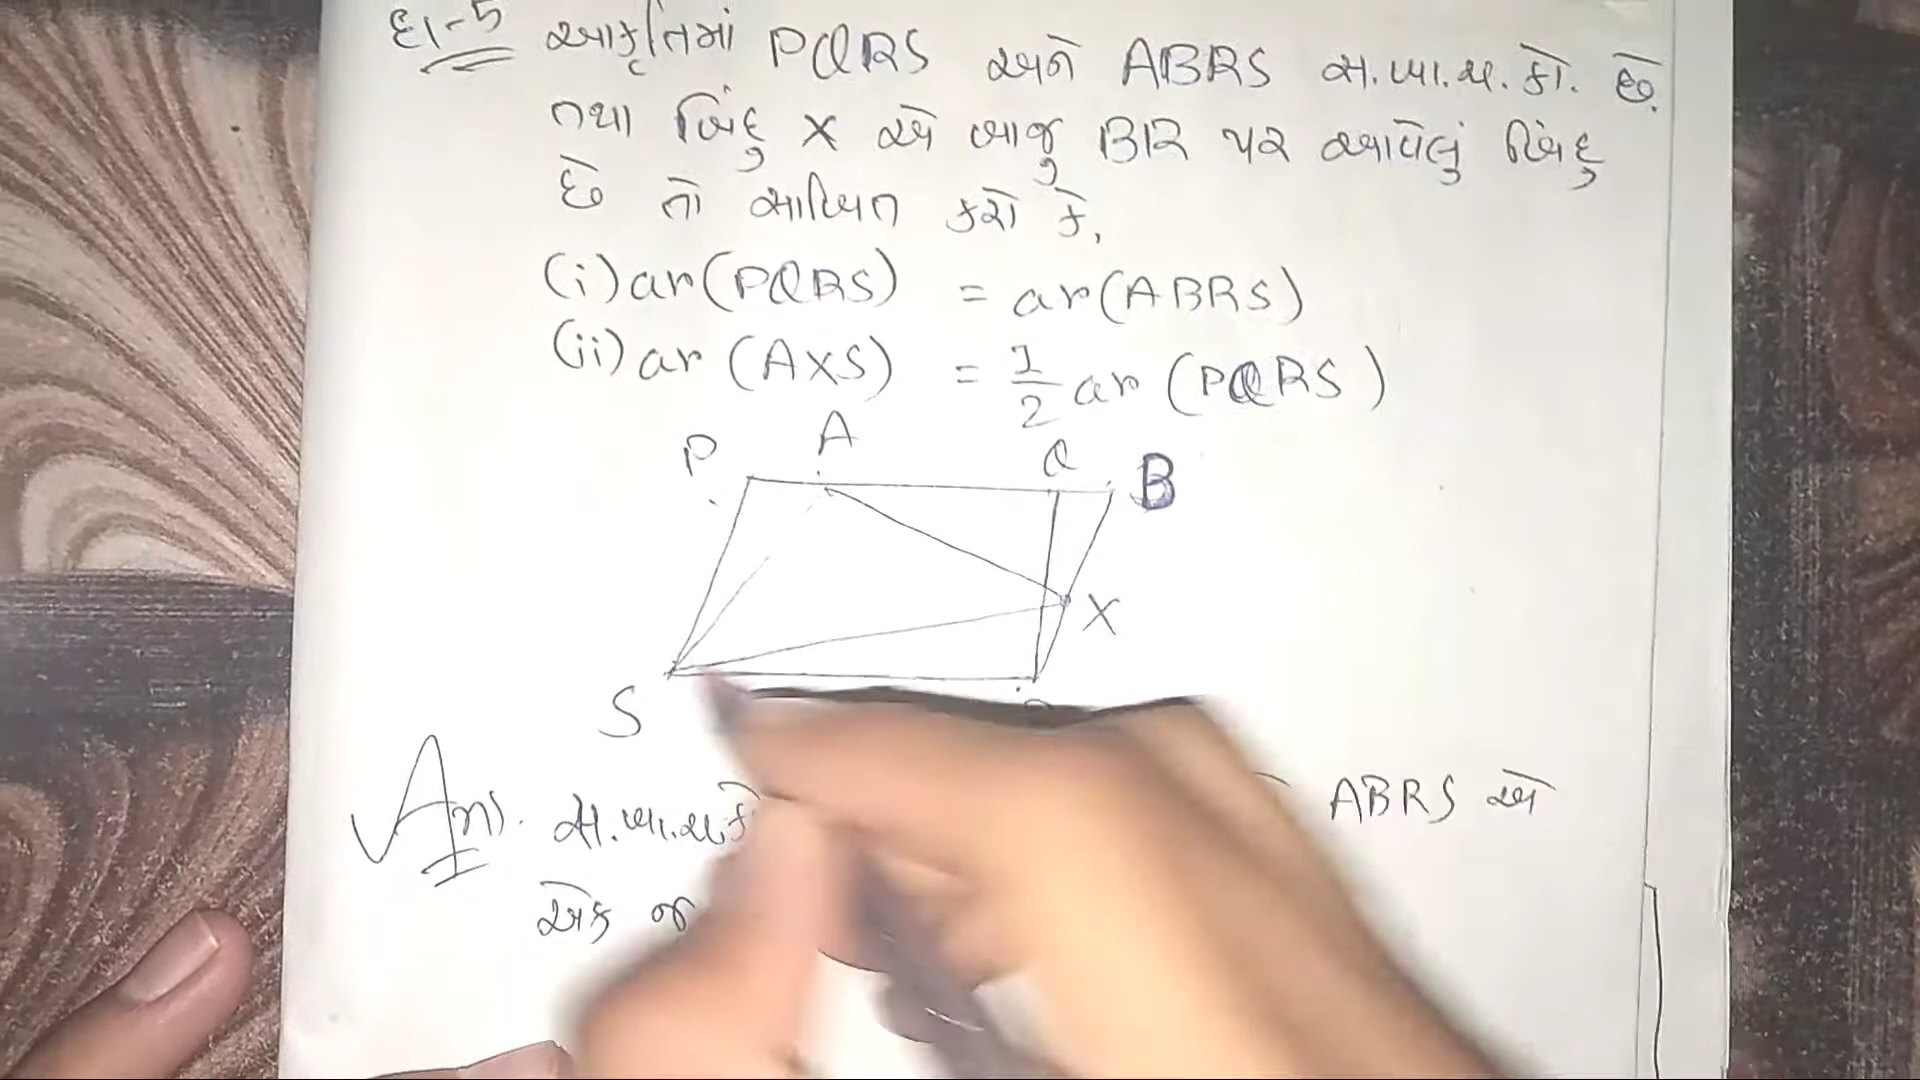 દા-5 આકૃતિમાં PQRS અને ABRS સ.બા.ચ.કો. છે.
તથા બિંદુ X એ બાજુ BR પર આવેલું બિંદુ
છે તો સાબિત કરો કે,
(i) ar(PQRS) = ar(ABRS)
(ii) ar (AXS) = 1/2 ar (PQRS)
P A Q B
X
S
Ans. સ.બા.ચ.કો ABRS એ
એક જ